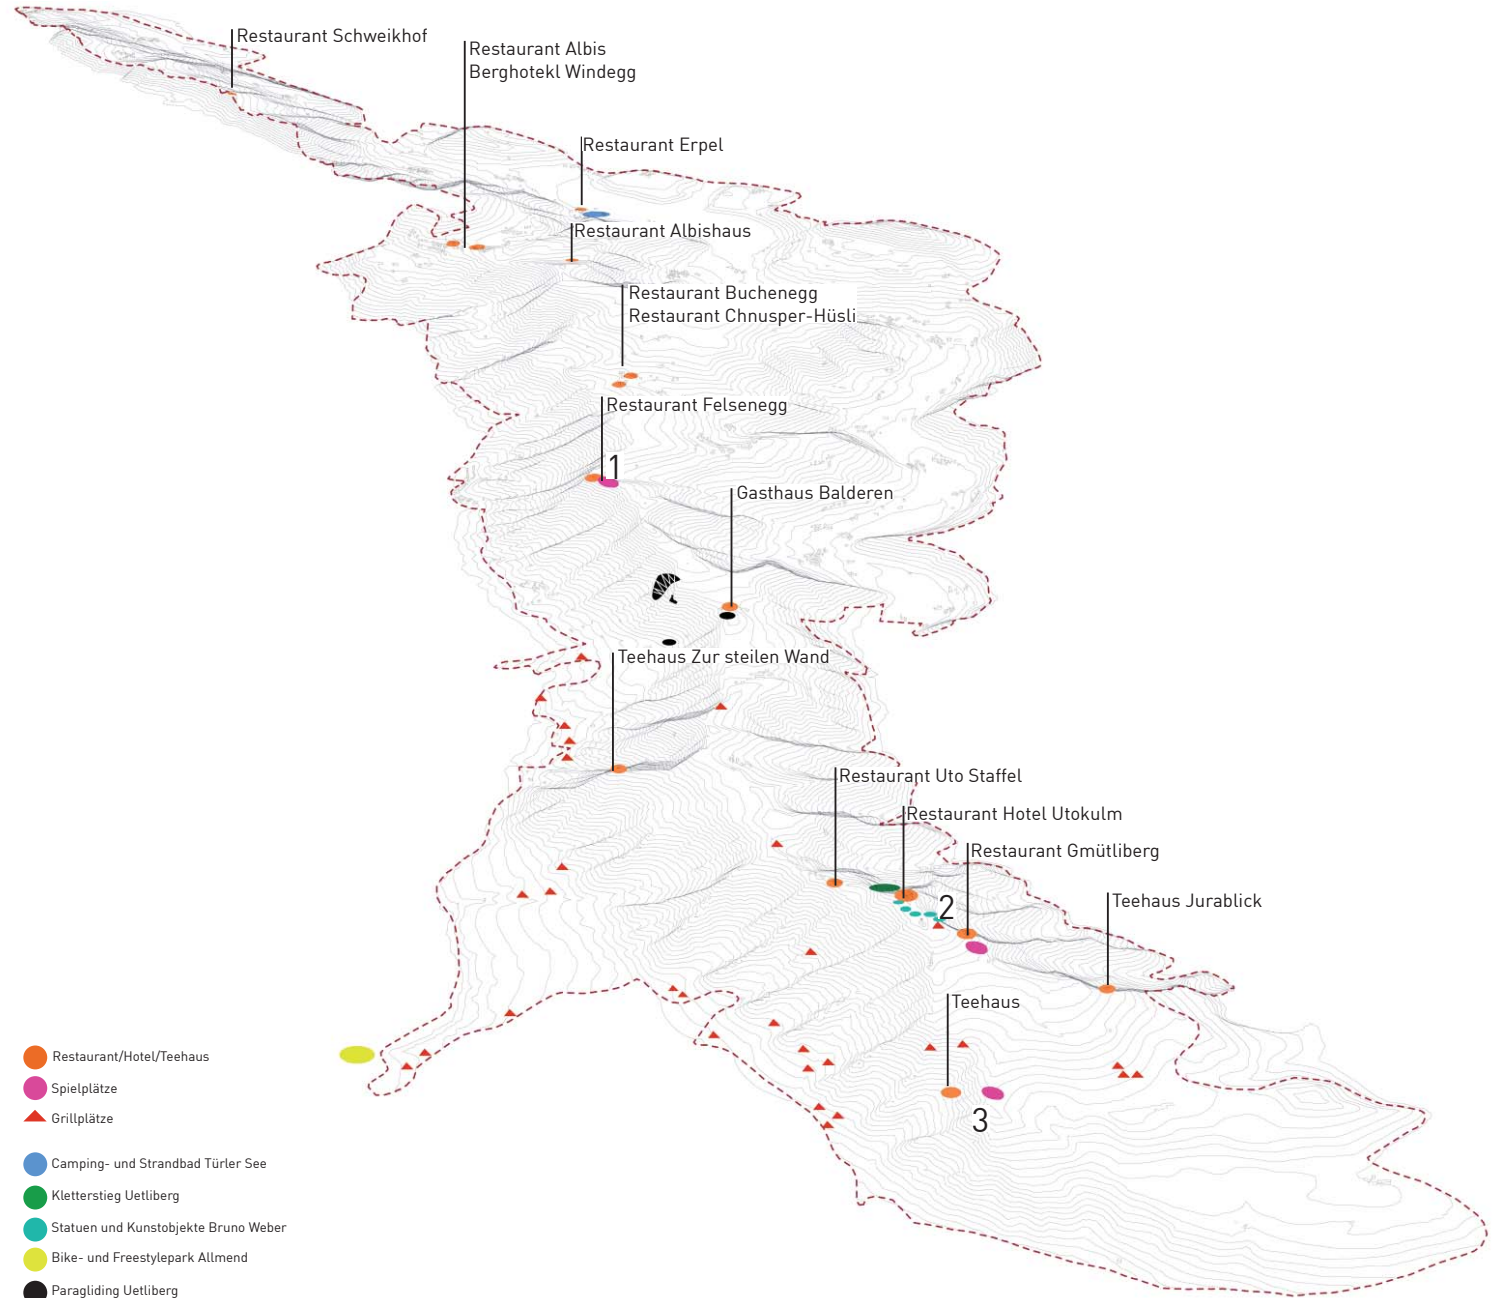 Restaurant Schweikhof
Restaurant Albis
Berghotekl Windegg
Restaurant Erpel
Restaurant Albishaus
Restaurant Buchenegg
Restaurant Chnusper-Hüsli
Restaurant Felsenegg
1
Gasthaus Balderen
Teehaus Zur steilen Wand
Restaurant Uto Staffel
Restaurant Hotel Utokulm
Restaurant Gmütliberg
2
Teehaus Jurablick
Teehaus
3
Restaurant/Hotel/Teehaus
Spielplätze
Grillplätze
Camping- und Strandbad Türler See
Kletterstieg Uetliberg
Statuen und Kunstobjekte Bruno Weber
Bike- und Freestylepark Allmend
Paragliding Uetliberg